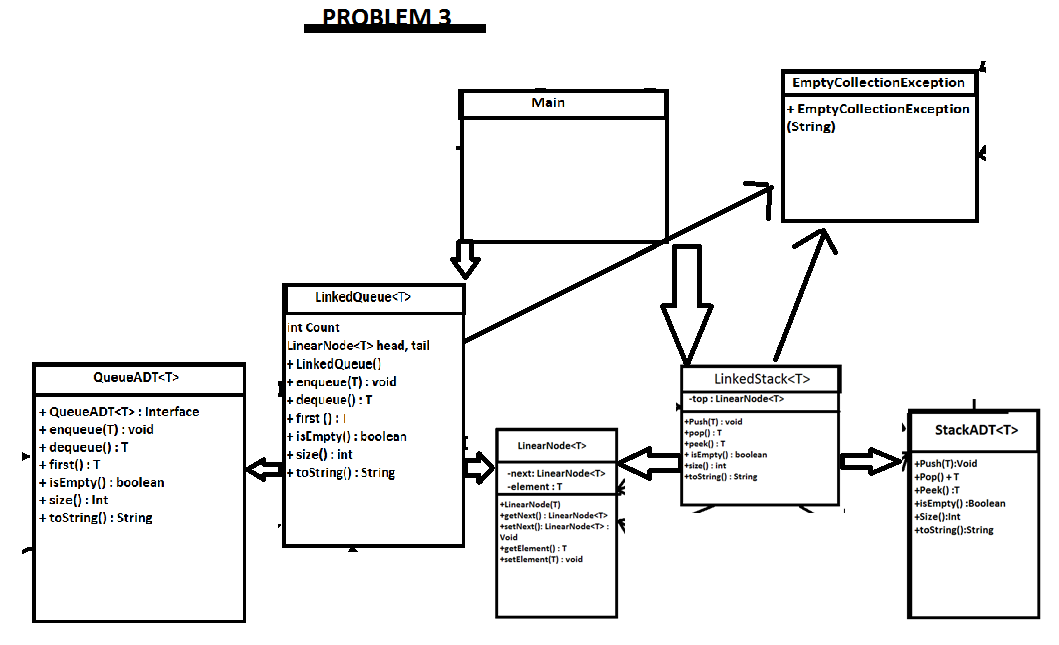 PROBLEM 3
Main
EmptyCollectionException
+ EmptyCollectionException
(String)
LinkedQueue<T>
int Count
LinearNode<T> head, tail
+ LinkedQueue()
+ enqueue(T) : void
+ dequeue() : T
+ first () : T
+ isEmpty() : boolean
+ size() : int
+ toString() : String
QueueADT<T>
+ QueueADT<T> : Interface
+ enqueue(T) : void
+ dequeue() : T
+ first() : T
+ isEmpty() : boolean
+ size() : Int
+ toString() : String
LinearNode<T>
-next: LinearNode<T>
-element : T
+LinearNode(T)
+getNext() : LinearNode<T>
+setNext(): LinearNode<T> :
Void
+getElement() : T
+setElement(T) : void
LinkedStack<T>
-top : LinearNode<T>
+Push(T) : void
+pop() : T
+peek() : T
+ isEmpty() : boolean
+size() : int
+toString() : String
StackADT<T>
+Push(T):Void
+Pop() + T
+Peek() :T
+isEmpty() :Boolean
+Size():Int
+toString():String